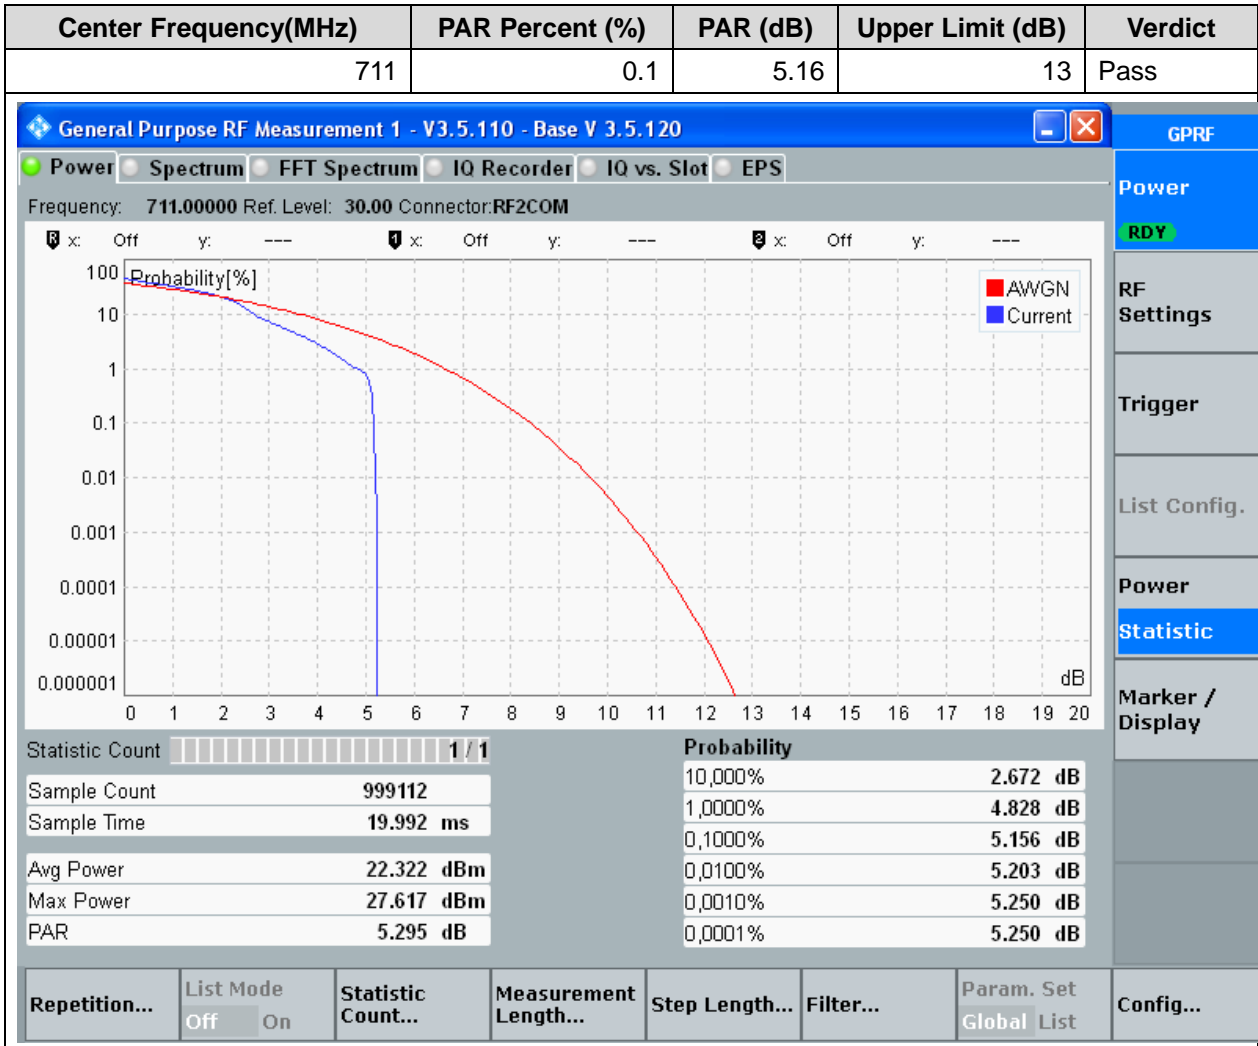 Center Frequency(MHz) PAR Percent (%) PAR (dB) Upper Limit (dB) Verdict
711 0.1 5.16 13 Pass
General Purpose RF Measurement 1 - V3.5.110 - Base V 3.5.120
GPRF
Power Spectrum FFT Spectrum IQ Recorder IQ vs. Slot EPS
Frequency: 711.00000 Ref. Level: 30.00 Connector:RF2COM
R x: Off y: --- 1 x: Off y: --- 2 x: Off y: ---
Probability[%]
AWGN
Current
100
10
1
0.1
0.01
0.001
0.0001
0.00001
0.000001
dB
0 1 2 3 4 5 6 7 8 9 10 11 12 13 14 15 16 17 18 19 20
Statistic Count 1 / 1
Sample Count 999112
Sample Time 19.992 ms
Avg Power 22.322 dBm
Max Power 27.617 dBm
PAR 5.295 dB
Probability
10,000% 2.672 dB
1,0000% 4.828 dB
0,1000% 5.156 dB
0,0100% 5.203 dB
0,0010% 5.250 dB
0,0001% 5.250 dB
Power
RDY
RF
Settings
Trigger
List Config.
Power
Statistic
Marker /
Display
Repetition...
List Mode
Off On
Statistic
Count...
Measurement
Length...
Step Length...
Filter...
Param. Set
Global List
Config...